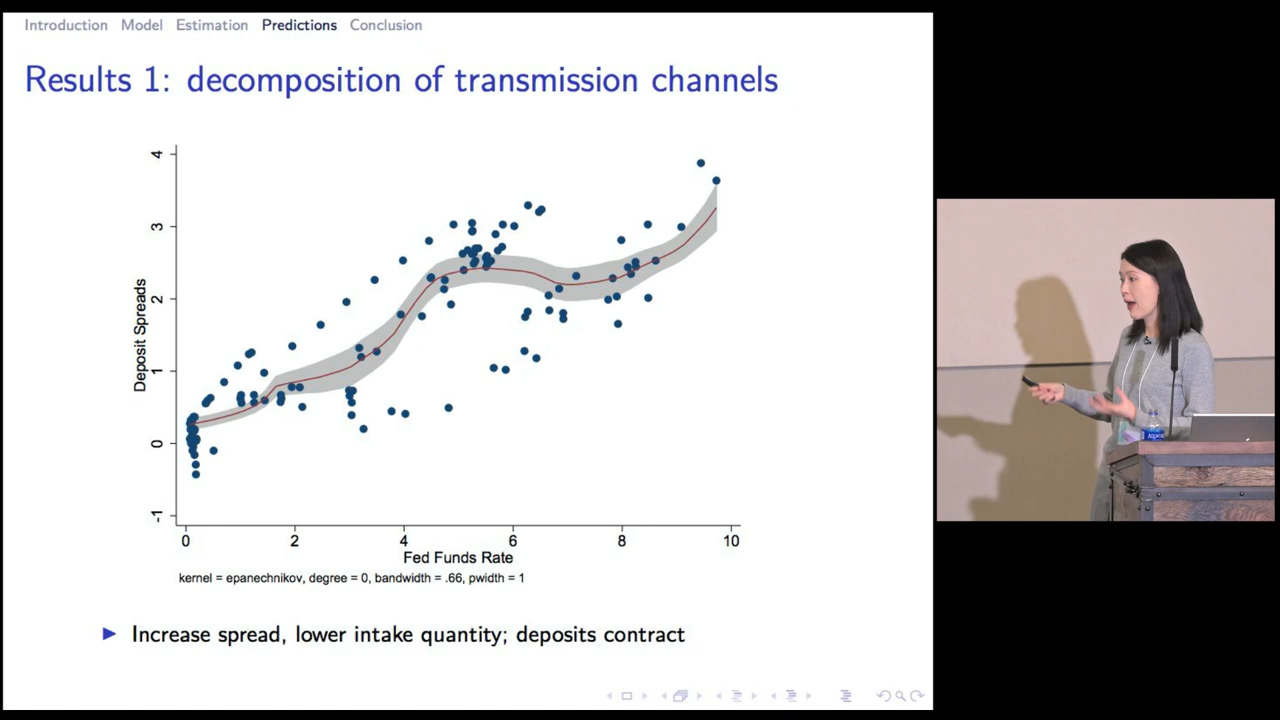 Introduction Model Estimation Predictions Conclusion
Results 1: decomposition of transmission channels
4
3
2
1
0
-1
Deposit Spreads
0 2 4 6 8 10
Fed Funds Rate
kernel = epanechnikov, degree = 0, bandwidth = .66, pwidth = 1
Increase spread, lower intake quantity; deposits contract